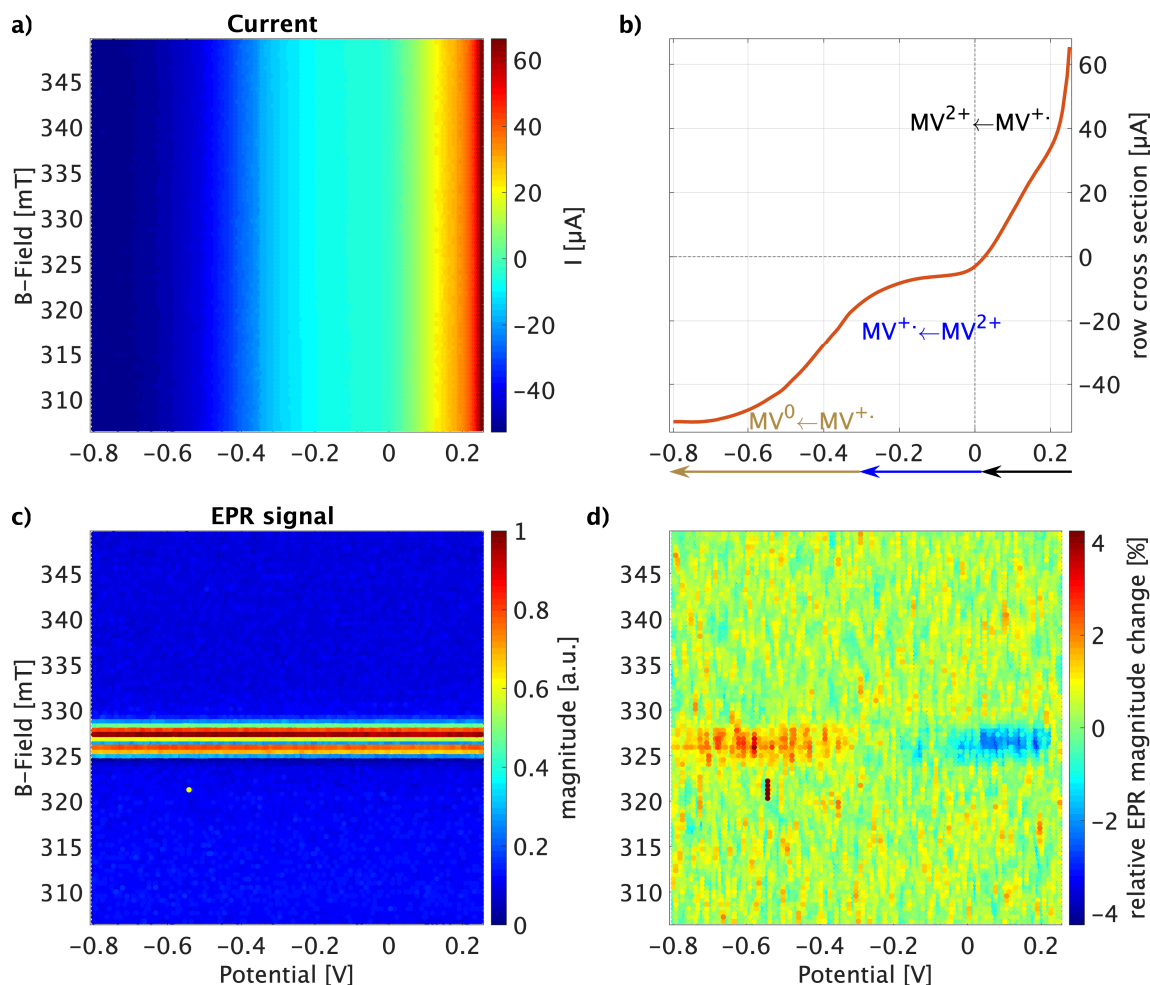 a)
Current
345
340
335
330
325
320
315
310
B-Field [mT]
-0.8 -0.6 -0.4 -0.2 0 0.2
60
40
20
0
-20
-40
I [µA]
b)
MV²⁺←MV⁺·
MV⁺·←MV²⁺
MV⁰←MV⁺·
60
40
20
0
-20
-40
row cross section [µA]
-0.8 -0.6 -0.4 -0.2 0 0.2
c)
EPR signal
345
340
335
330
325
320
315
310
B-Field [mT]
-0.8 -0.6 -0.4 -0.2 0 0.2
Potential [V]
1
0.8
0.6
0.4
0.2
0
magnitude [a.u.]
d)
345
340
335
330
325
320
315
310
-0.8 -0.6 -0.4 -0.2 0 0.2
Potential [V]
4
2
0
-2
-4
relative EPR magnitude change [%]